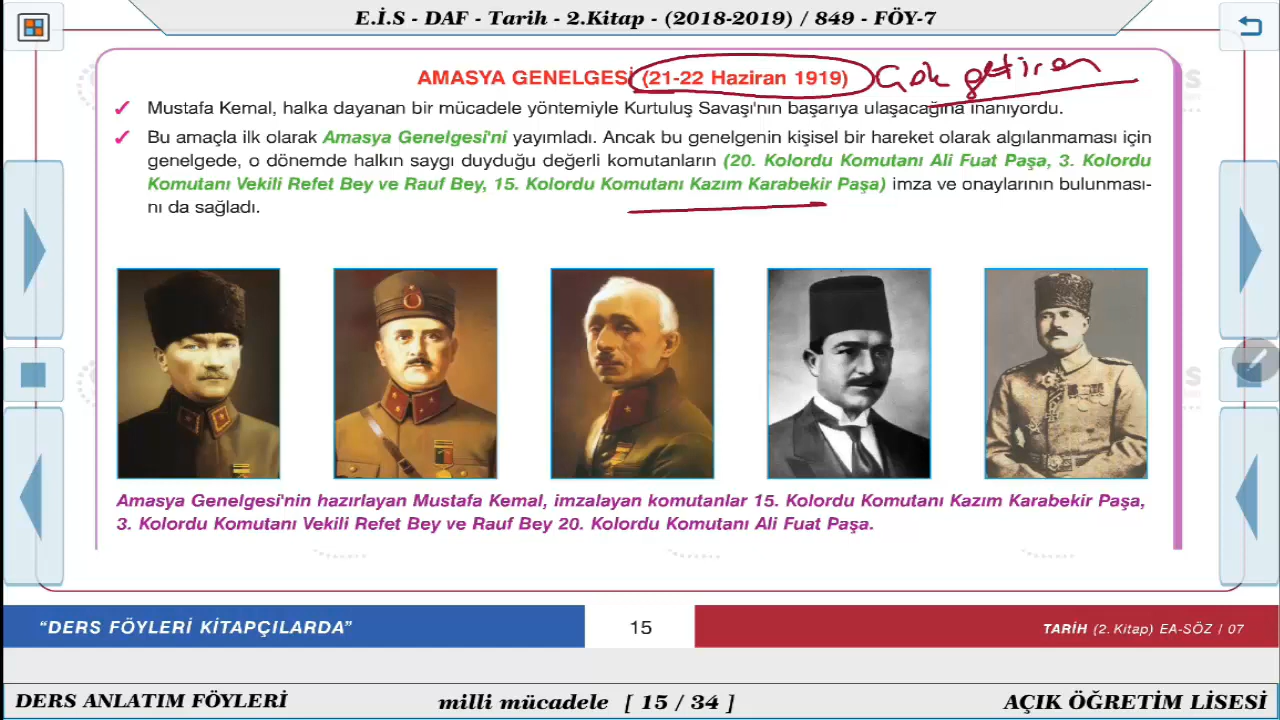 E.İ.S - DAF - Tarih - 2.Kitap - (2018-2019) / 849 - FÖY-7
AMASYA GENELGESİ (21-22 Haziran 1919)
Mustafa Kemal, halka dayanan bir mücadele yöntemiyle Kurtuluş Savaşı'nın başarıya ulaşacağına inanıyordu.
Bu amaçla ilk olarak Amasya Genelgesi'ni yayımladı. Ancak bu genelgenin kişisel bir hareket olarak algılanmaması için
genelgede, o dönemde halkın saygı duyduğu değerli komutanların (20. Kolordu Komutanı Ali Fuat Paşa, 3. Kolordu
Komutanı Vekili Refet Bey ve Rauf Bey, 15. Kolordu Komutanı Kazım Karabekir Paşa) imza ve onaylarının bulunması-
nı da sağladı.
Amasya Genelgesi'nin hazırlayan Mustafa Kemal, imzalayan komutanlar 15. Kolordu Komutanı Kazım Karabekir Paşa,
3. Kolordu Komutanı Vekili Refet Bey ve Rauf Bey 20. Kolordu Komutanı Ali Fuat Paşa.
"DERS FÖYLERİ KİTAPÇILARDA"
15
TARİH (2. Kitap) EA-SÖZ / 07
DERS ANLATIM FÖYLERİ
milli mücadele [ 15 / 34 ]
AÇIK ÖĞRETİM LİSESİ